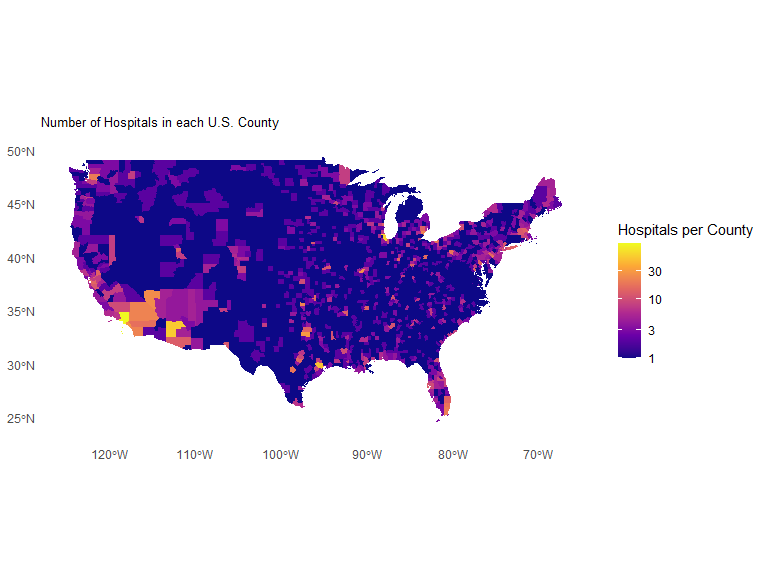 Number of Hospitals in each U.S. County
50°N
45°N
40°N
35°N
30°N
25°N
120°W
110°W
100°W
90°W
80°W
70°W
Hospitals per County
30
10
3
1